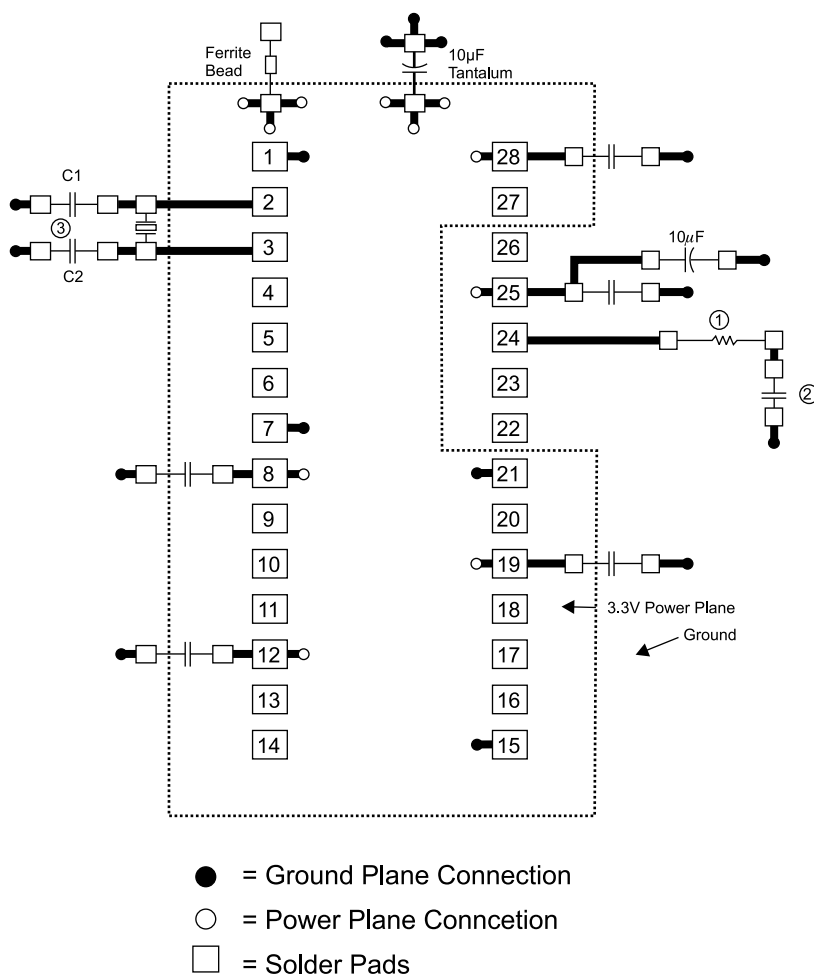 Ferrite
Bead
10µF
Tantalum
1
28
C1
2
27
③
3
26
10µF
C2
4
25
①
5
24
6
23
②
7
22
8
21
9
20
10
19
11
18
3.3V Power Plane
Ground
12
17
13
16
14
15
= Ground Plane Connection
= Power Plane Conncetion
= Solder Pads